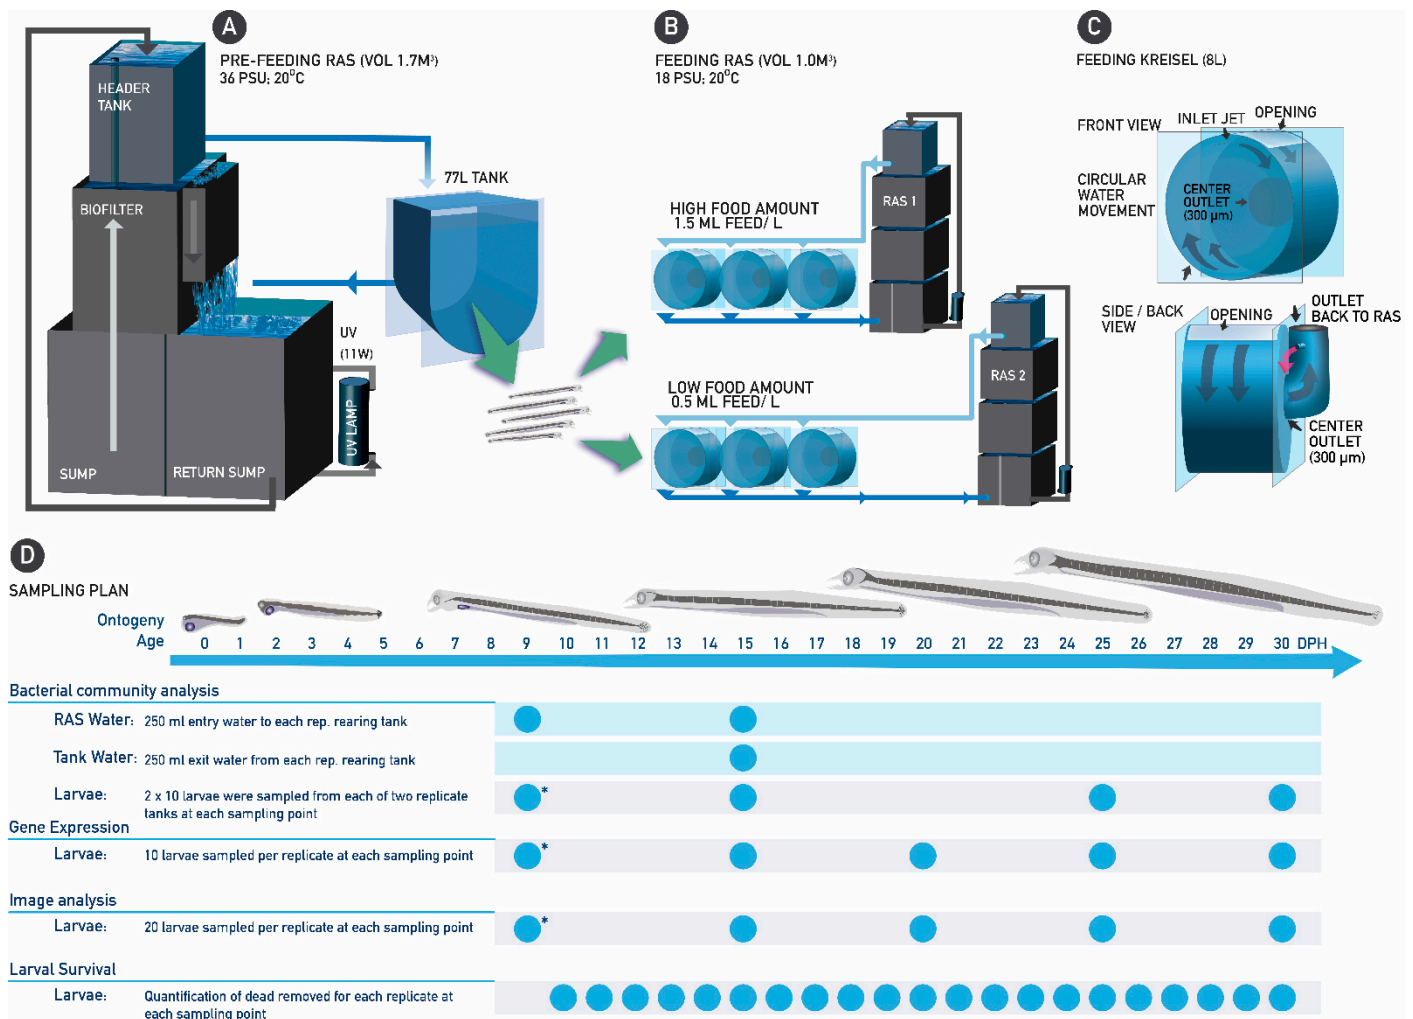 A
PRE-FEEDING RAS (VOL 1.7M³)
36 PSU; 20°C
HEADER
TANK
BIOFILTER
77L TANK
UV
(11W)
UV LAMP
SUMP
RETURN SUMP
B
FEEDING RAS (VOL 1.0M³)
18 PSU; 20°C
RAS 1
HIGH FOOD AMOUNT
1.5 ML FEED/ L
RAS 2
LOW FOOD AMOUNT
0.5 ML FEED/ L
C
FEEDING KREISEL (8L)
OPENING
INLET JET
FRONT VIEW
CIRCULAR
WATER
MOVEMENT
CENTER
OUTLET
(300 µm)
SIDE / BACK
VIEW
OPENING
OUTLET
BACK TO RAS
CENTER
OUTLET
(300 µm)
D
SAMPLING PLAN
Ontogeny
Age 0 1 2 3 4 5 6 7 8 9 10 11 12 13 14 15 16 17 18 19 20 21 22 23 24 25 26 27 28 29 30 DPH
Bacterial community analysis
RAS Water: 250 ml entry water to each rep. rearing tank
Tank Water: 250 ml exit water from each rep. rearing tank
Larvae: 2 x 10 larvae were sampled from each of two replicate *
tanks at each sampling point
Gene Expression
Larvae: 10 larvae sampled per replicate at each sampling point *
Image analysis
Larvae: 20 larvae sampled per replicate at each sampling point *
Larval Survival
Larvae: Quantification of dead removed for each replicate at
each sampling point